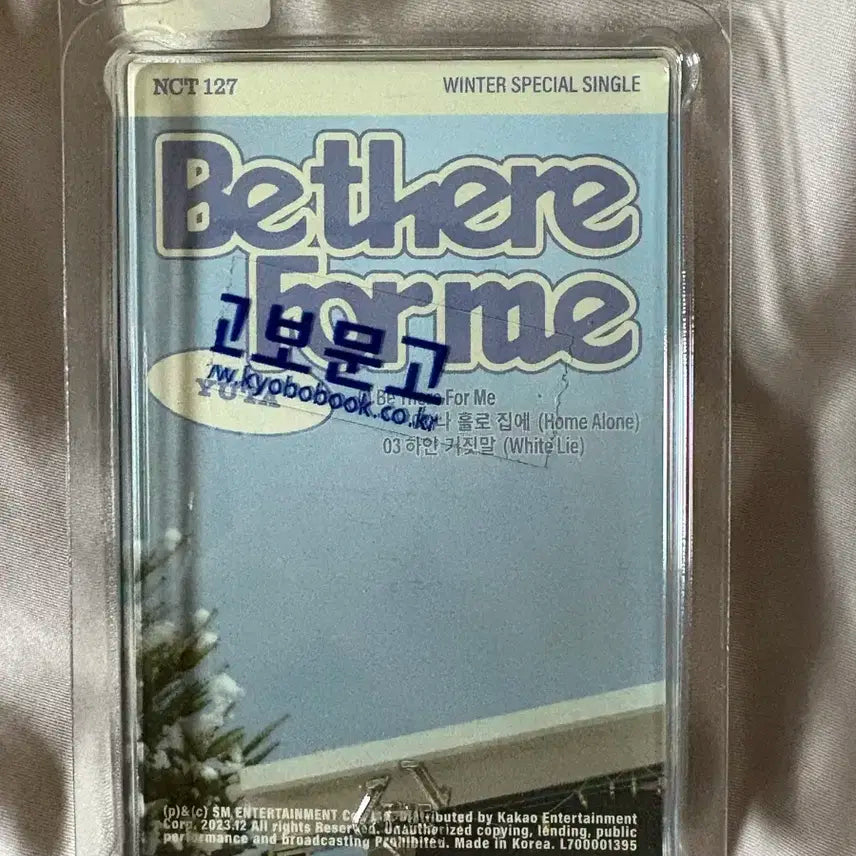 NCT 127 WINTER SPECIAL SINGLE
Be there
For me
보문고
kyobobook.co.kr
YUTA
Be There For Me
나 홀로 집에 (Home Alone)
03 하얀 거짓말 (White Lie)
(p)&(c) SM ENTERTAINMENT Distributed by Kakao Entertainment
Corp. 2023.12 All rights Reserved. Unauthorized copying, lending, public
performance and broadcasting Prohibited. Made in Korea. L700001395